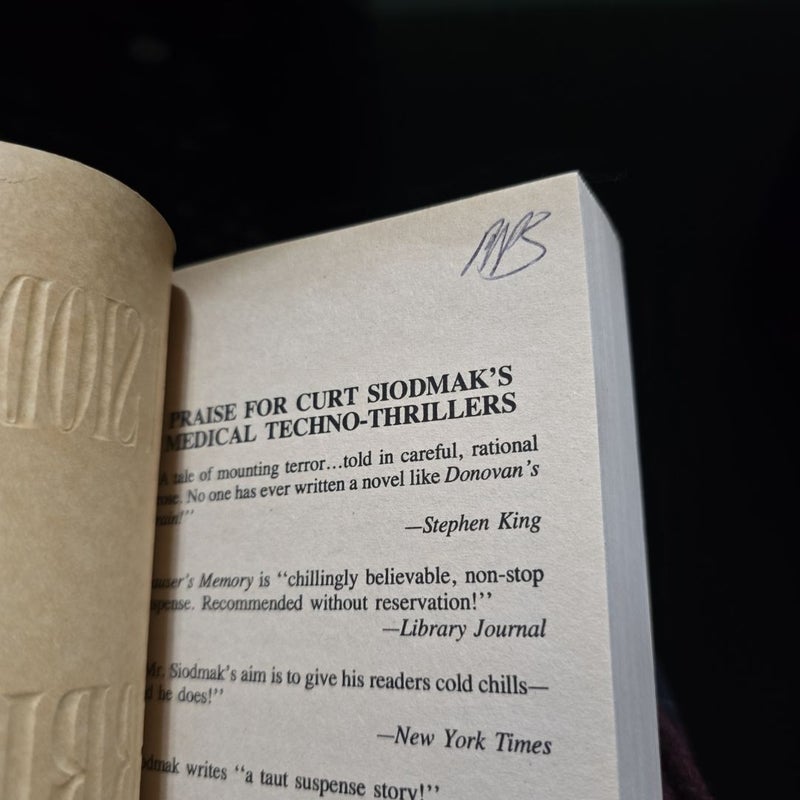 PRAISE FOR CURT SIODMAK'S
MEDICAL TECHNO-THRILLERS
A tale of mounting terror...told in careful, rational
No one has ever written a novel like Donovan's
—Stephen King
Memory is "chillingly believable, non-stop
Recommended without reservation!"
—Library Journal
Mr. Siodmak's aim is to give his readers cold chills—
he does!"
—New York Times
writes "a taut suspense story!"